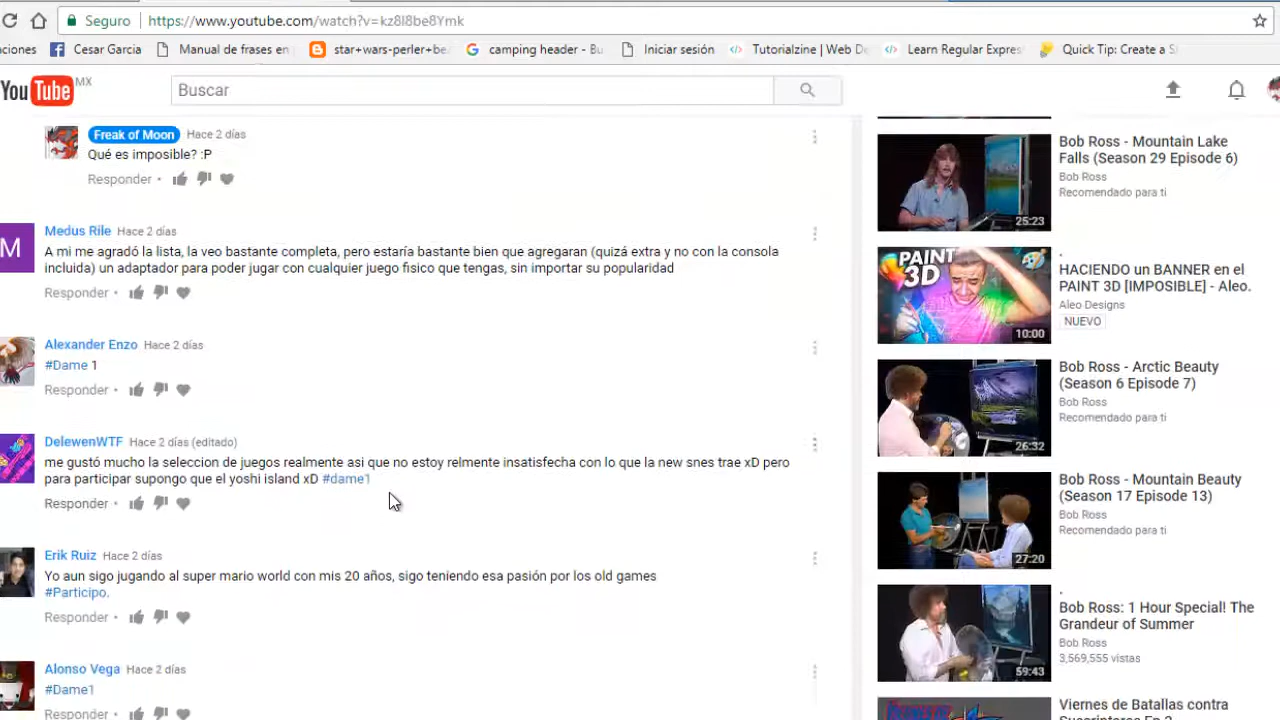 Seguro
https://www.youtube.com/watch?v=kz8I8be8Ymk
ciones
Cesar Garcia
Manual de frases en
star+wars-perler+be
camping header - Bu
Iniciar sesión
Tutorialzine | Web De
Learn Regular Expres
Quick Tip: Create a S
YouTube MX
Buscar
Freak of Moon Hace 2 días
Qué es imposible? :P
Responder •
M
Medus Rile Hace 2 días
A mi me agradó la lista, la veo bastante completa, pero estaría bastante bien que agregaran (quizá extra y no con la consola
incluida) un adaptador para poder jugar con cualquier juego fisico que tengas, sin importar su popularidad
Responder •
Alexander Enzo Hace 2 días
#Dame 1
Responder •
DelewenWTF Hace 2 días (editado)
me gustó mucho la seleccion de juegos realmente asi que no estoy relmente insatisfecha con lo que la new snes trae xD pero
para participar supongo que el yoshi island xD #dame1
Responder •
Erik Ruiz Hace 2 días
Yo aun sigo jugando al super mario world con mis 20 años, sigo teniendo esa pasión por los old games
#Participo.
Responder •
Alonso Vega Hace 2 días
#Dame1
Responder •
25:23
Bob Ross - Mountain Lake
Falls (Season 29 Episode 6)
Bob Ross
Recomendado para ti
PAINT
3D
10:00
HACIENDO un BANNER en el
PAINT 3D [IMPOSIBLE] - Aleo.
Aleo Designs
NUEVO
26:32
Bob Ross - Arctic Beauty
(Season 6 Episode 7)
Bob Ross
Recomendado para ti
27:20
Bob Ross - Mountain Beauty
(Season 17 Episode 13)
Bob Ross
Recomendado para ti
59:43
Bob Ross: 1 Hour Special! The
Grandeur of Summer
Bob Ross
3,569,555 vistas
Viernes de Batallas contra
Suscriptores Ep 2